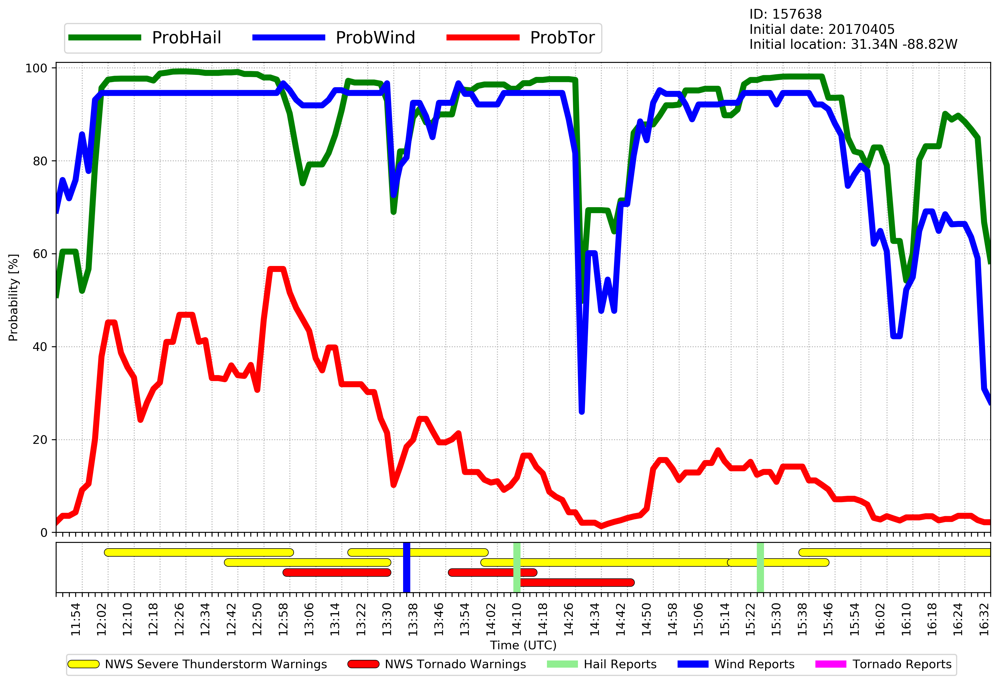 ID: 157638
Initial date: 20170405
Initial location: 31.34N -88.82W
ProbHail ProbWind ProbTor
100
80
60
40
20
0
Probability [%]
11:54 12:02 12:10 12:18 12:26 12:34 12:42 12:50 12:58 13:06 13:14 13:22 13:30 13:38 13:46 13:54 14:02 14:10 14:18 14:26 14:34 14:42 14:50 14:58 15:06 15:14 15:22 15:30 15:38 15:46 15:54 16:02 16:10 16:18 16:24 16:32
Time (UTC)
NWS Severe Thunderstorm Warnings NWS Tornado Warnings Hail Reports Wind Reports Tornado Reports